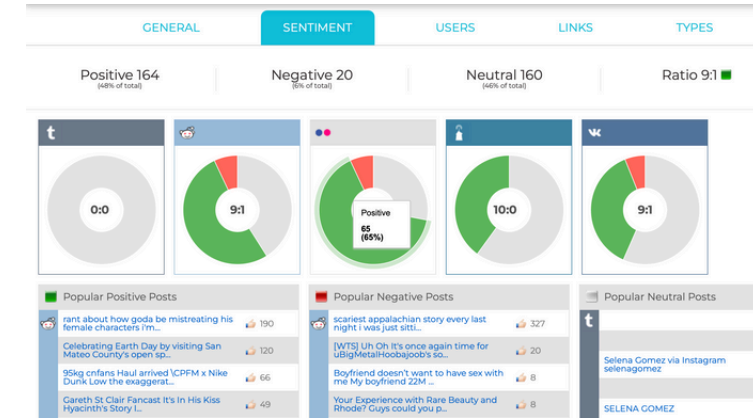 GENERAL SENTIMENT USERS LINKS TYPES
Positive 164 Negative 20 Neutral 160 Ratio 9:1
(48% of total) (6% of total) (46% of total)
t
0:0 9:1 10:0 9:1
Positive
65
(65%)
Popular Positive Posts
rant about how goda be mistreating his
female characters i'm... 190
Celebrating Earth Day by visiting San
Mateo County's open sp... 120
95kg cnfans Haul arrived \CPFM x Nike
Dunk Low the exaggerat... 66
Gareth St Clair Fancast It's In His Kiss
Hyacinth's Story I... 49
Popular Negative Posts
scariest appalachian story every last
night i was just sitti... 327
[WTS] Uh Oh It's once again time for
uBigMetalHoobajoob's so... 20
Boyfriend doesn't want to have sex with
me My boyfriend 22M ... 8
Your Experience with Rare Beauty and
Rhode? Guys could you p... 8
Popular Neutral Posts
t
Selena Gomez via Instagram
selenagomez
SELENA GOMEZ